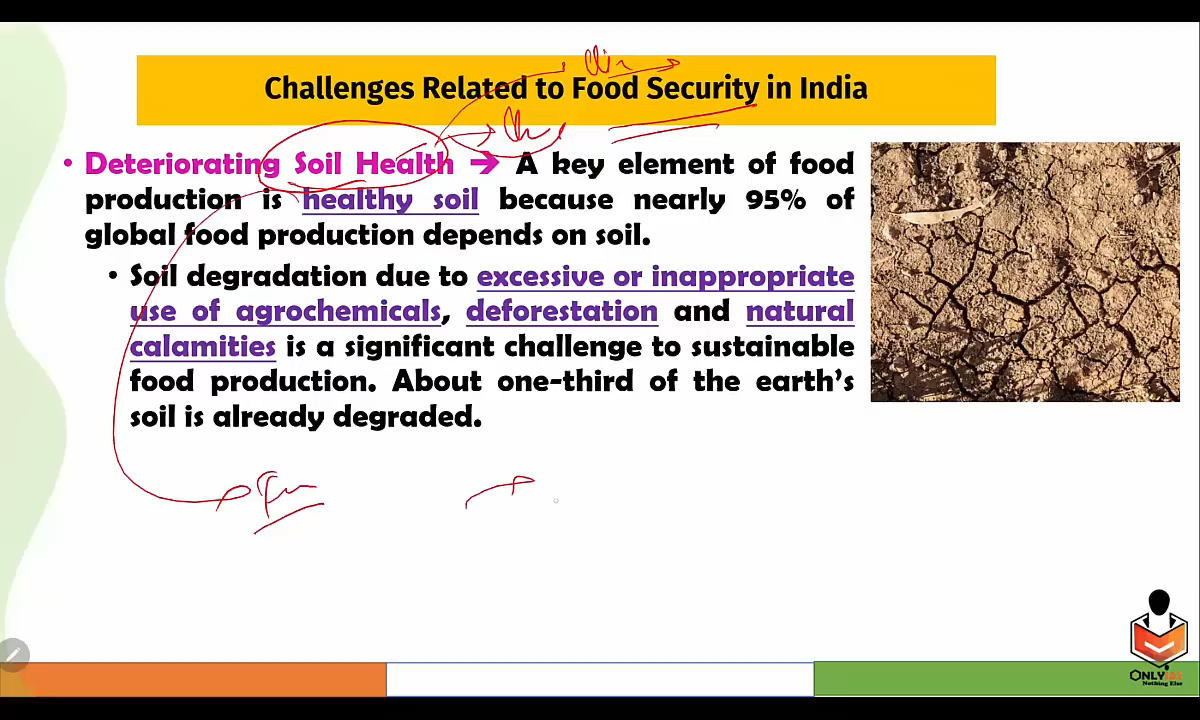 Challenges Related to Food Security in India
• Deteriorating Soil Health ➔ A key element of food
production is healthy soil because nearly 95% of
global food production depends on soil.
• Soil degradation due to excessive or inappropriate
use of agrochemicals, deforestation and natural
calamities is a significant challenge to sustainable
food production. About one-third of the earth's
soil is already degraded.
ONLYIAS
Nothing Else